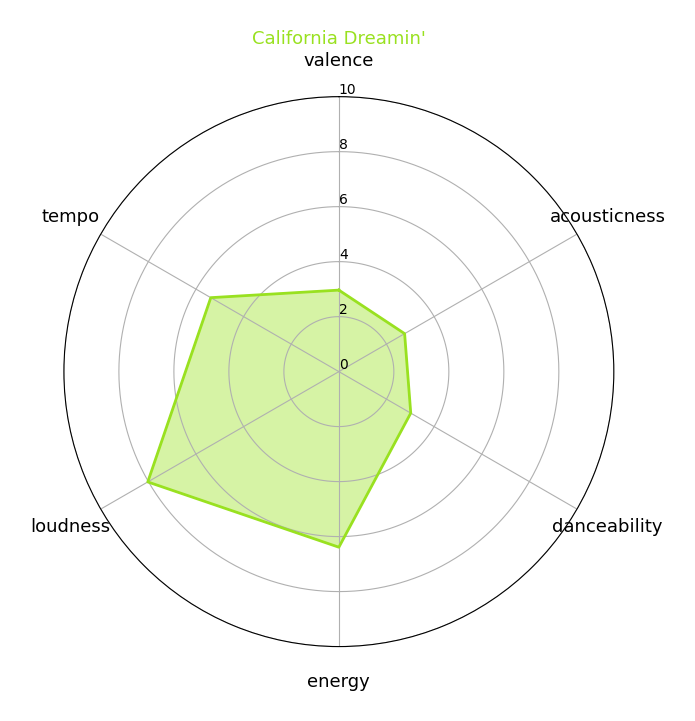 California Dreamin'
valence
10
8
6
4
2
0
tempo
acousticness
loudness
danceability
energy